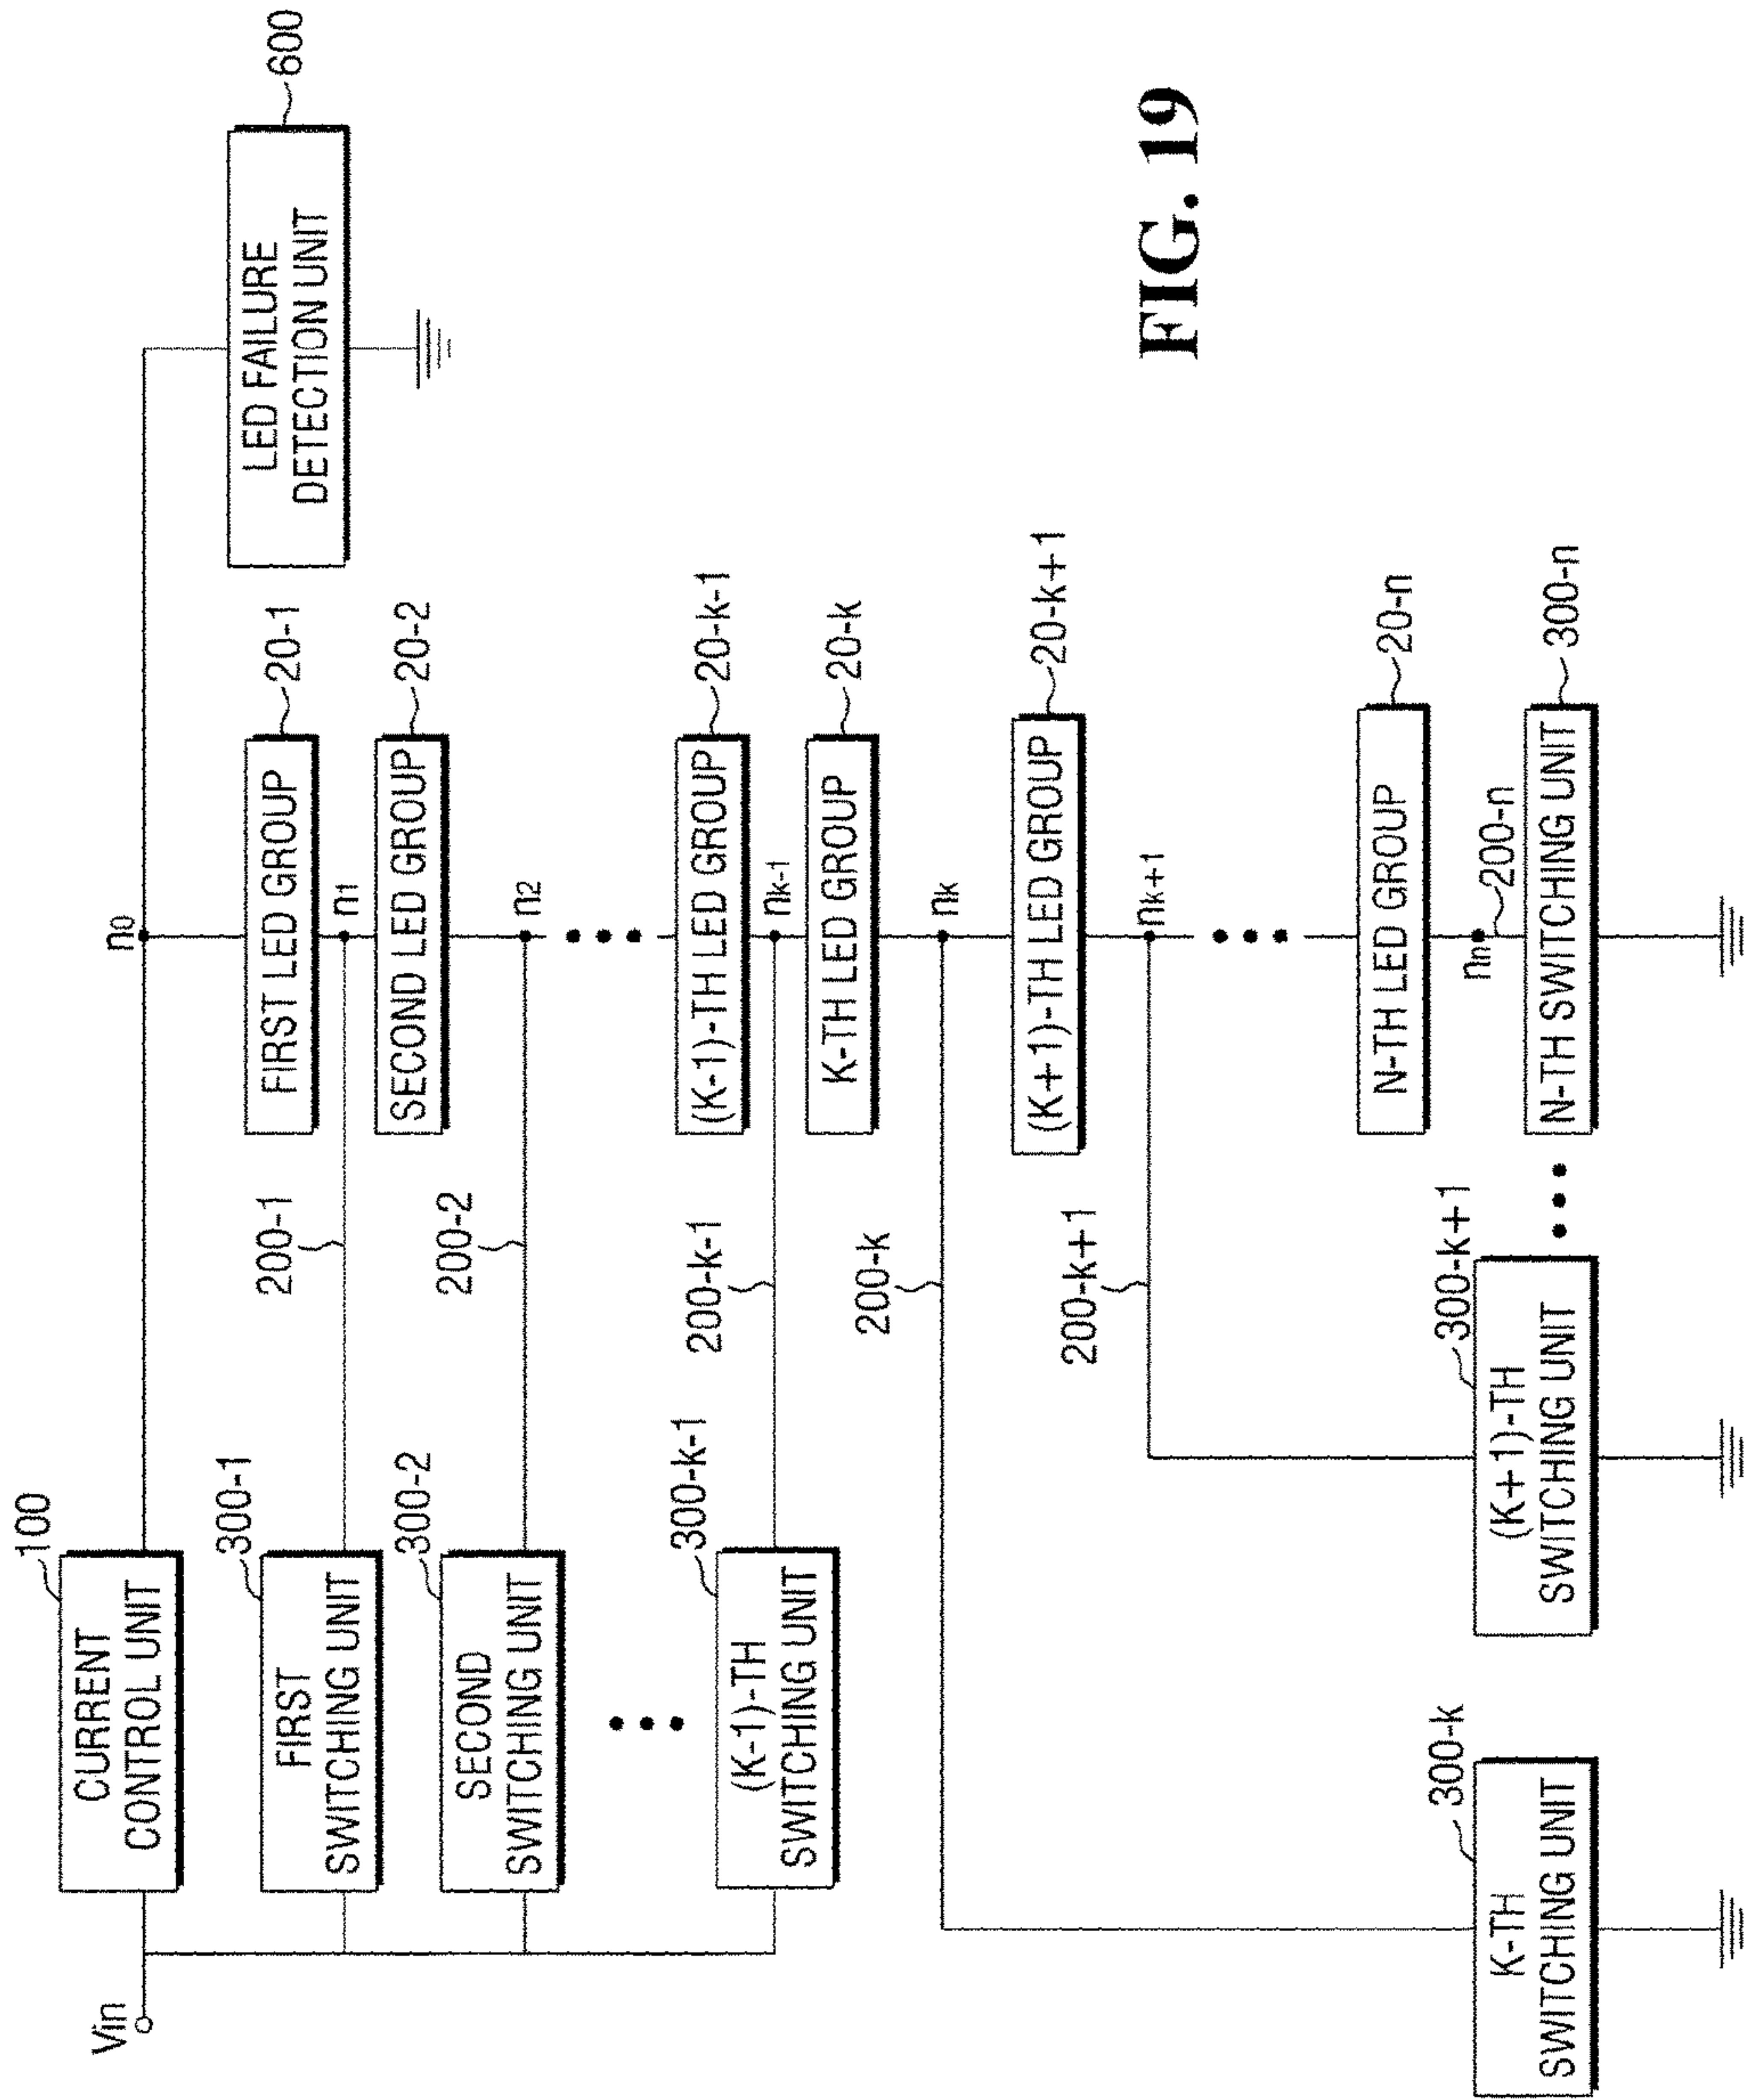 Vin
CURRENT
CONTROL UNIT
100
n0
LED FAILURE
DETECTION UNIT
600
FIRST
SWITCHING UNIT
300-1
200-1
FIRST LED GROUP
20-1
n1
SECOND
SWITCHING UNIT
300-2
200-2
SECOND LED GROUP
20-2
n2
(K-1)-TH
SWITCHING UNIT
300-k-1
200-k-1
(K-1)-TH LED GROUP
20-k-1
nk-1
K-TH LED GROUP
20-k
200-k
nk
(K+1)-TH LED GROUP
20-k+1
200-k+1
nk+1
N-TH LED GROUP
20-n
nn
200-n
K-TH
SWITCHING UNIT
300-k
(K+1)-TH
SWITCHING UNIT
300-k+1
N-TH SWITCHING UNIT
300-n
FIG. 19